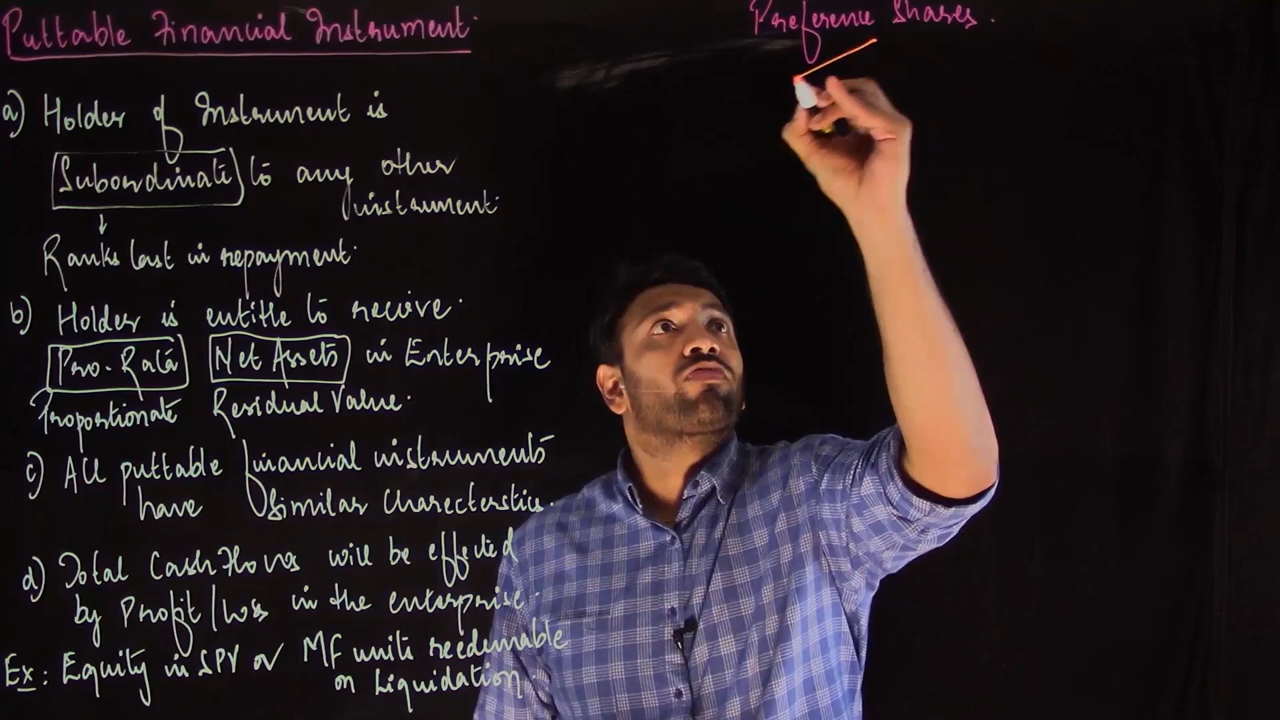 Puttable Financial Instrument.
a) Holder of Instrument is
Subordinate to any other
instrument.
Ranks last in repayment.
b) Holder is entitle to receive.
Pro-Rata Net Assets in Enterprise
Proportionate Residual Value.
c) All puttable financial instruments
have similar charecterstics.
d) Total Cash Flows will be effected
by Profit/Loss in the enterprise.
Ex: Equity in SPV or MF units redeemable
on Liquidation.
Preference Shares.